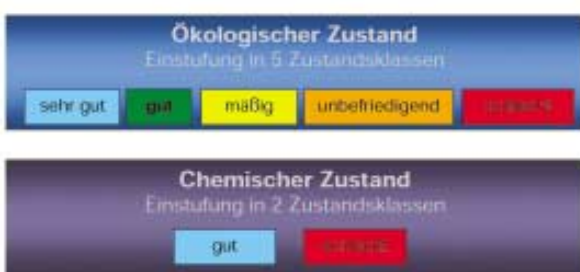 Ökologischer Zustand
Einstufung in 5 Zustandsklassen
sehr gut gut mäßig unbefriedigend
Chemischer Zustand
Einstufung in 2 Zustandsklassen
gut